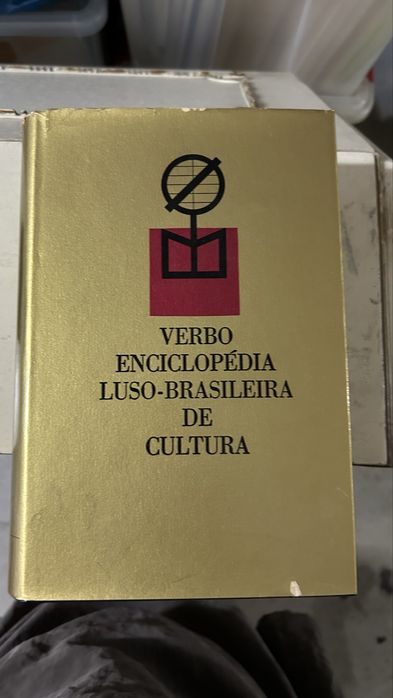 VERBO
ENCICLOPÉDIA
LUSO-BRASILEIRA
DE
CULTURA